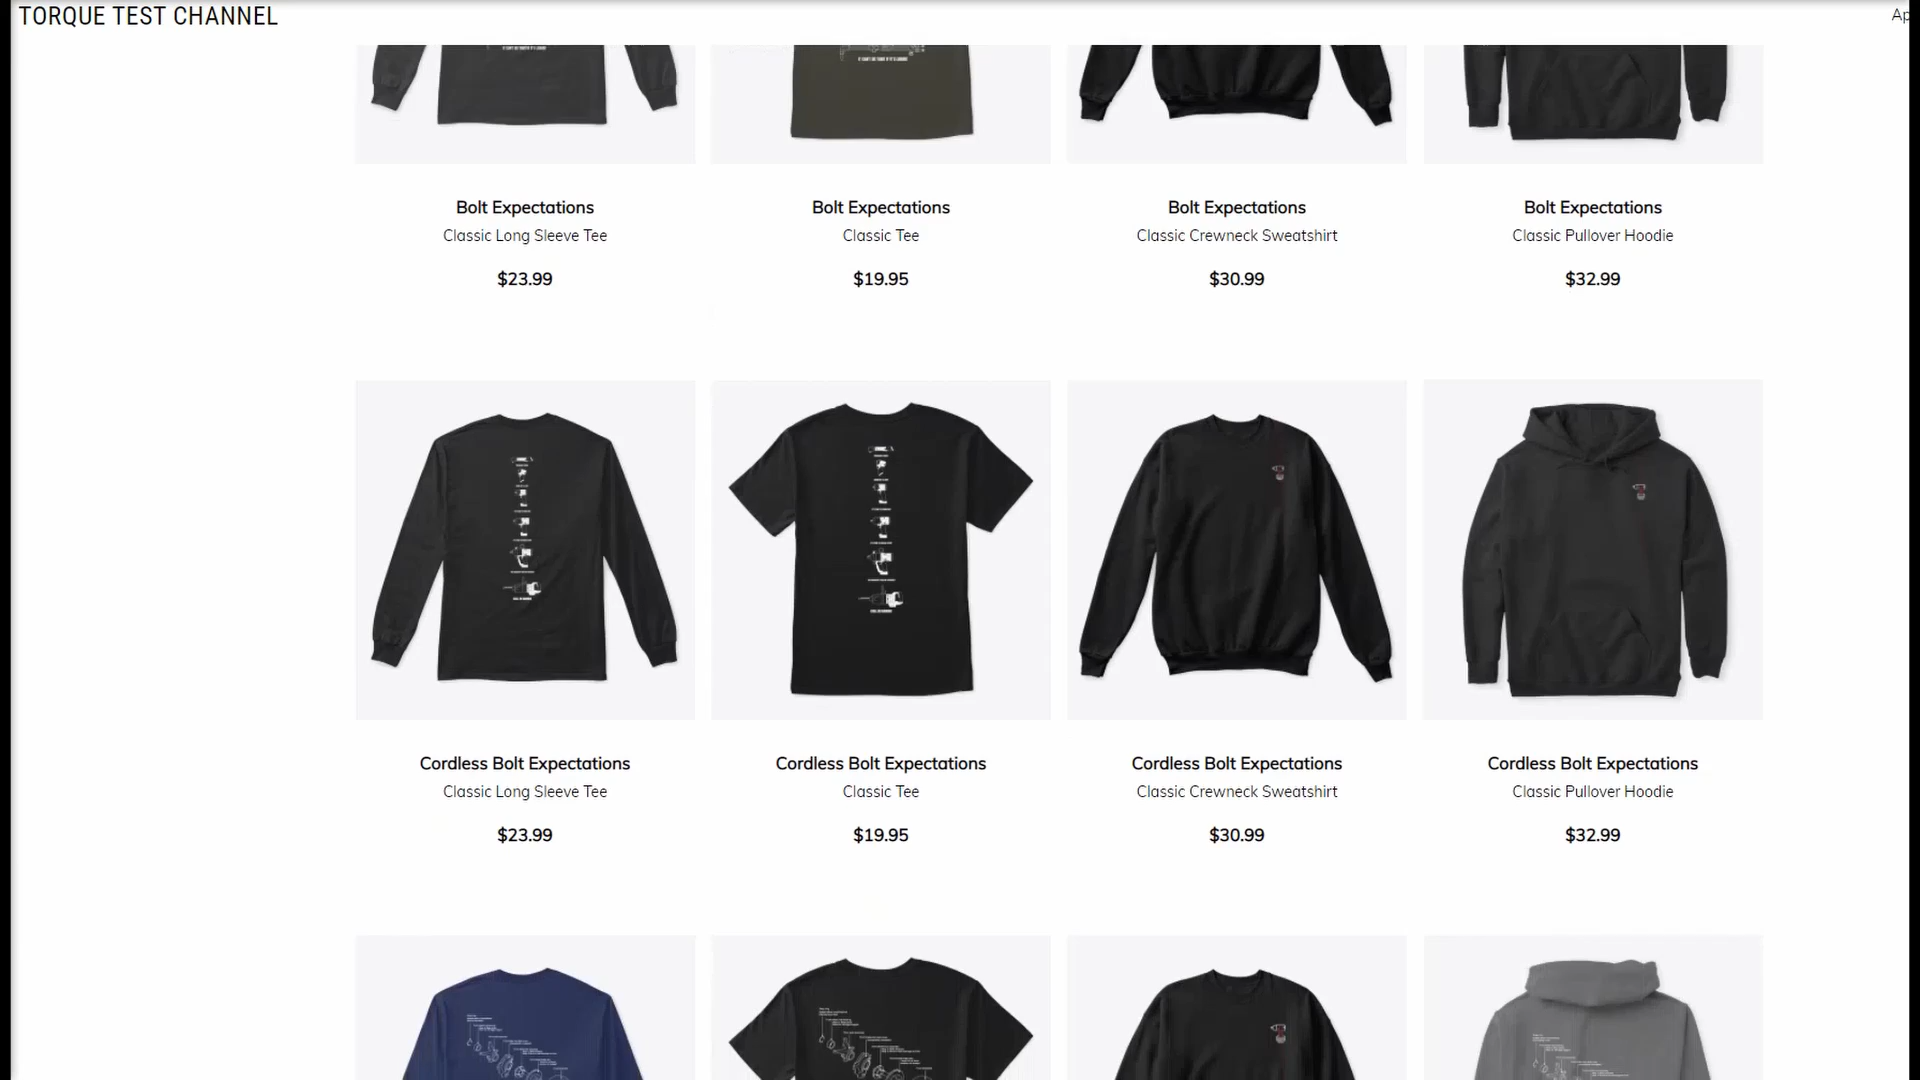 TORQUE TEST CHANNEL
Bolt Expectations
Classic Long Sleeve Tee
$23.99
Bolt Expectations
Classic Tee
$19.95
Bolt Expectations
Classic Crewneck Sweatshirt
$30.99
Bolt Expectations
Classic Pullover Hoodie
$32.99
Cordless Bolt Expectations
Classic Long Sleeve Tee
$23.99
Cordless Bolt Expectations
Classic Tee
$19.95
Cordless Bolt Expectations
Classic Crewneck Sweatshirt
$30.99
Cordless Bolt Expectations
Classic Pullover Hoodie
$32.99